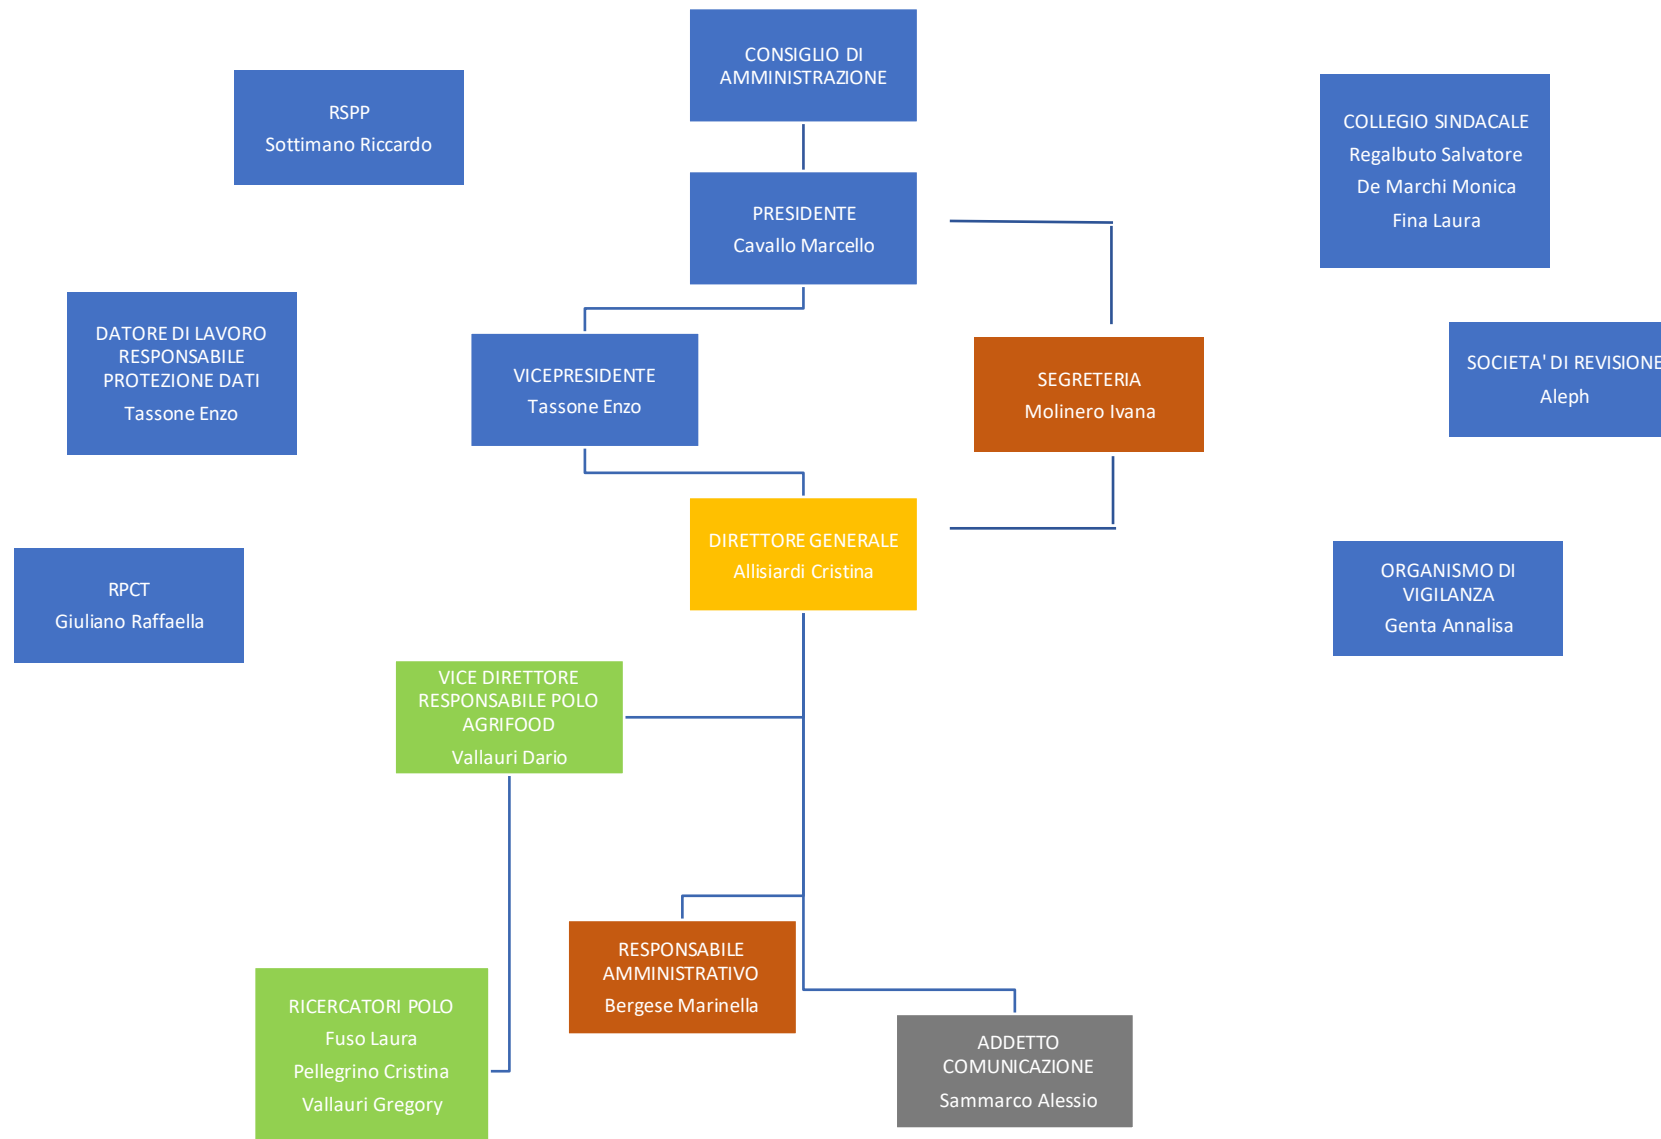 CONSIGLIO DI
AMMINISTRAZIONE
RSPP
Sottimano Riccardo
COLLEGIO SINDACALE
Regalbuto Salvatore
De Marchi Monica
Fina Laura
PRESIDENTE
Cavallo Marcello
DATORE DI LAVORO
RESPONSABILE
PROTEZIONE DATI
Tassone Enzo
VICEPRESIDENTE
Tassone Enzo
SEGRETERIA
Molinero Ivana
SOCIETA' DI REVISIONE
Aleph
DIRETTORE GENERALE
Allisiardi Cristina
RPCT
Giuliano Raffaella
ORGANISMO DI
VIGILANZA
Genta Annalisa
VICE DIRETTORE
RESPONSABILE POLO
AGRIFOOD
Vallauri Dario
RESPONSABILE
AMMINISTRATIVO
Bergese Marinella
RICERCATORI POLO
Fuso Laura
Pellegrino Cristina
Vallauri Gregory
ADDETTO
COMUNICAZIONE
Sammarco Alessio